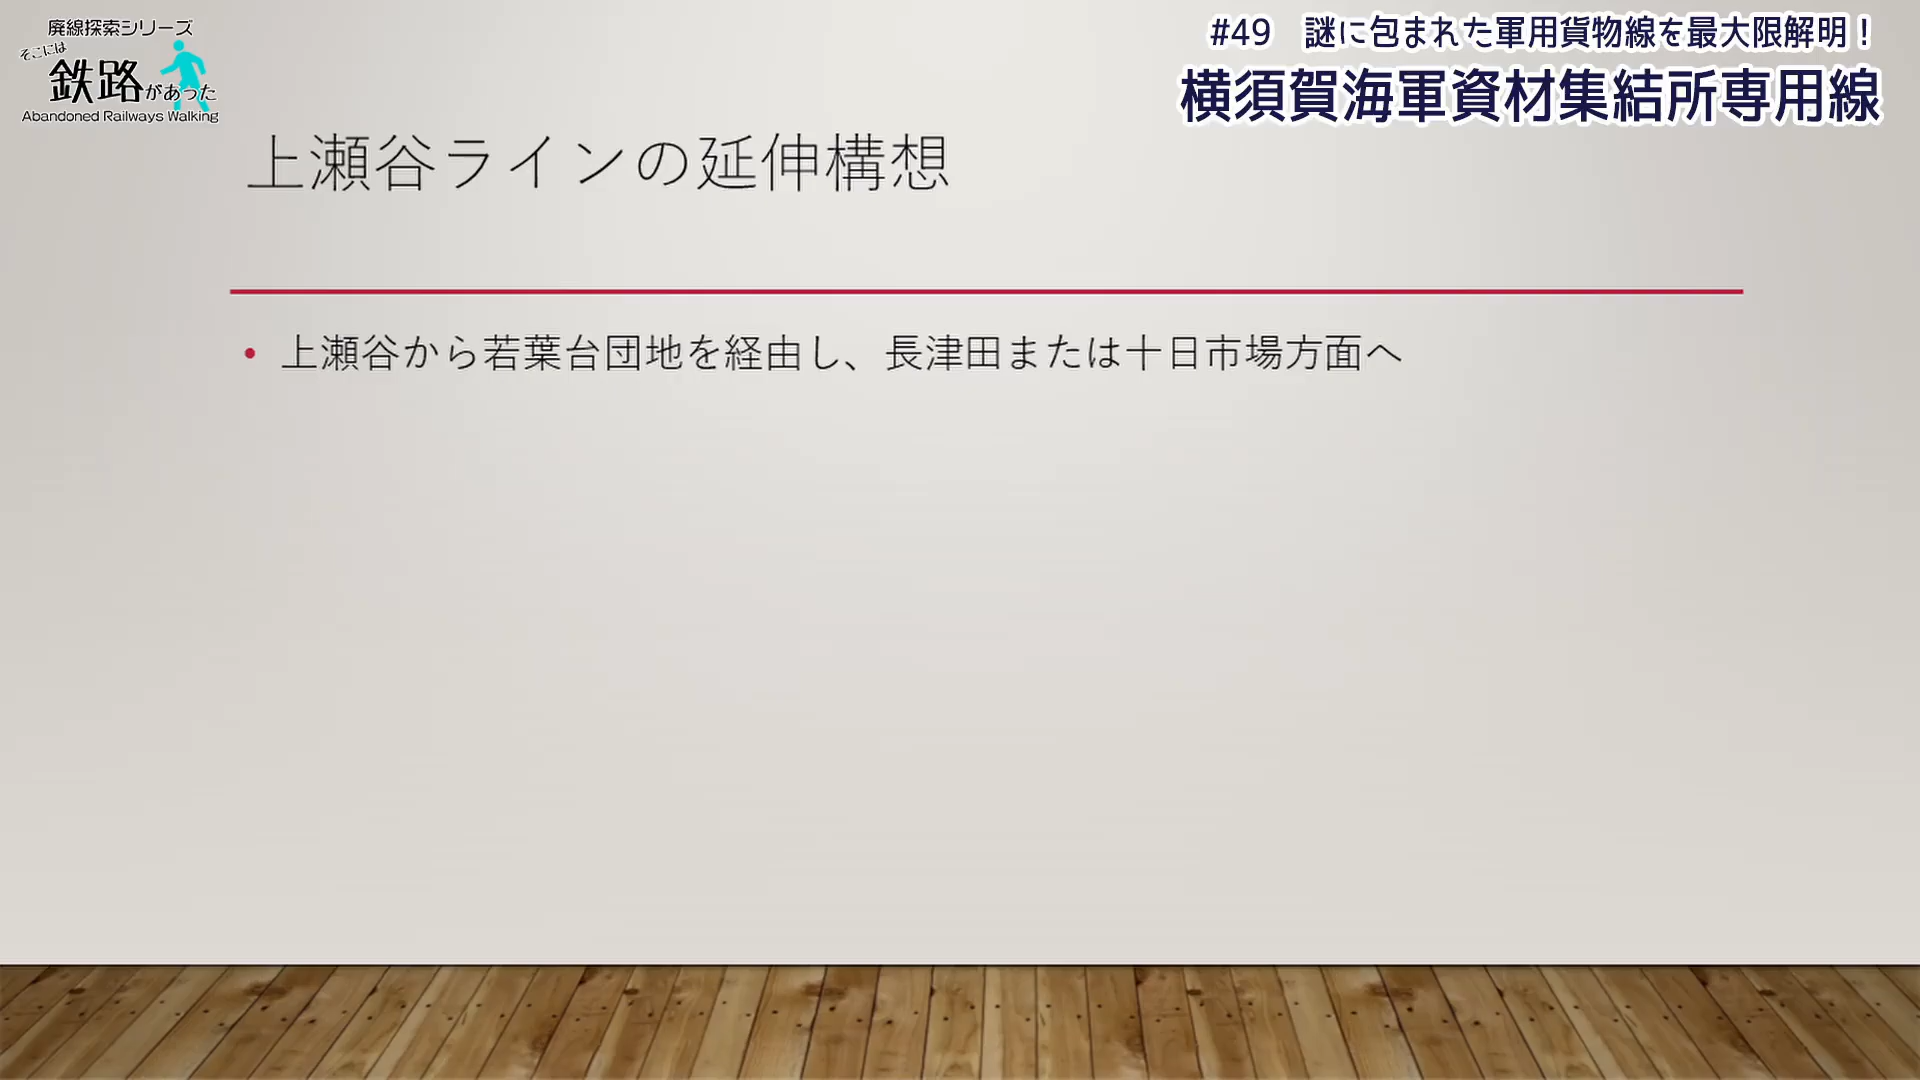 廃線探索シリーズ
そこには
鉄路があった
Abandoned Railways Walking
#49 謎に包まれた軍用貨物線を最大限解明！
横須賀海軍資材集結所専用線
上瀬谷ラインの延伸構想
• 上瀬谷から若葉台団地を経由し、長津田または十日市場方面へ